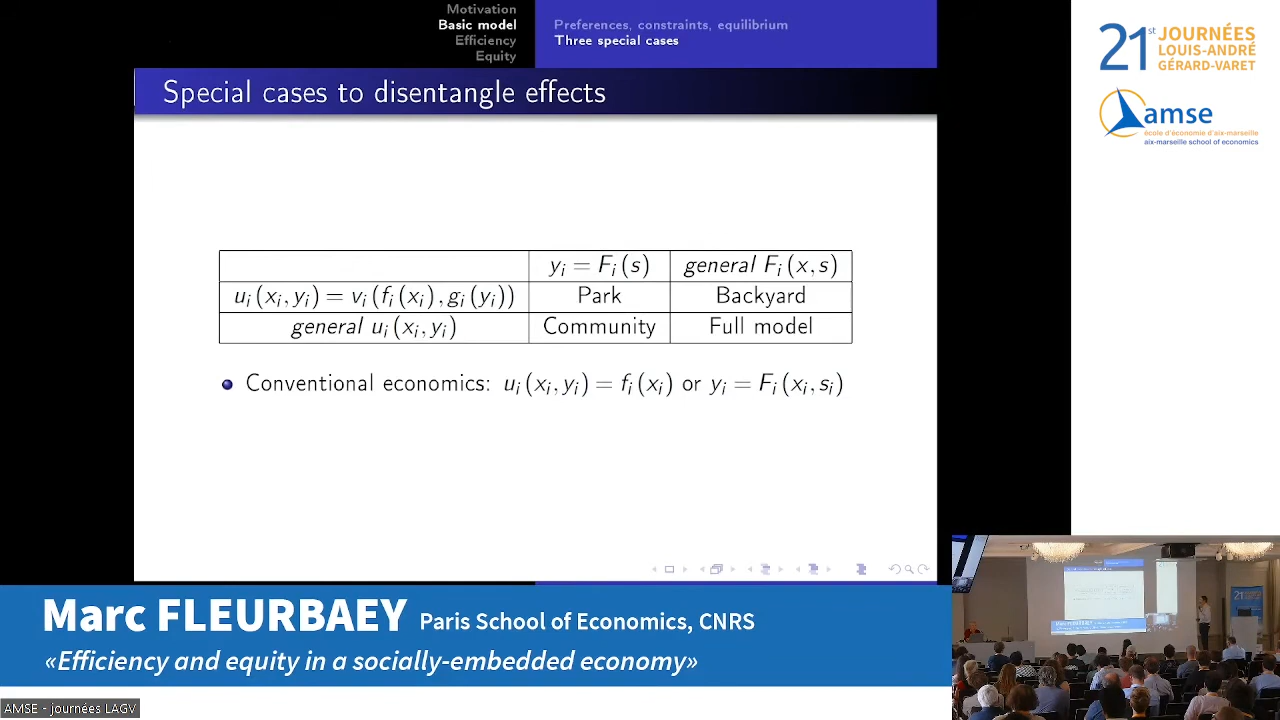 Motivation
Basic model
Efficiency
Equity
Preferences, constraints, equilibrium
Three special cases
Special cases to disentangle effects
yᵢ = Fᵢ(s) general Fᵢ(x, s)
uᵢ(xᵢ, yᵢ) = vᵢ(fᵢ(xᵢ), gᵢ(yᵢ)) Park Backyard
general uᵢ(xᵢ, yᵢ) Community Full model
Conventional economics: uᵢ(xᵢ, yᵢ) = fᵢ(xᵢ) or yᵢ = Fᵢ(xᵢ, sᵢ)
21st JOURNÉES
LOUIS-ANDRÉ
GÉRARD-VARET
amse
école d'économie d'aix-marseille
aix-marseille school of economics
Marc FLEURBAEY Paris School of Economics, CNRS
«Efficiency and equity in a socially-embedded economy»
AMSE - journées LAGV